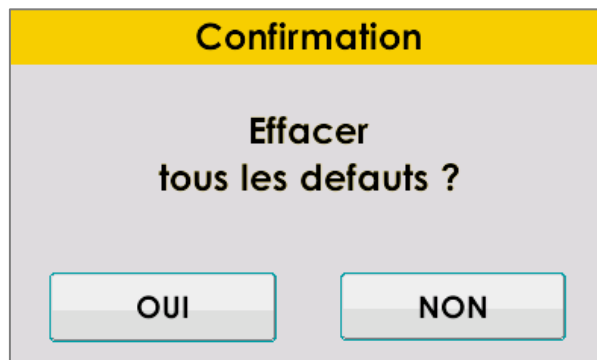 Confirmation
Effacer
tous les defauts ?
OUI
NON